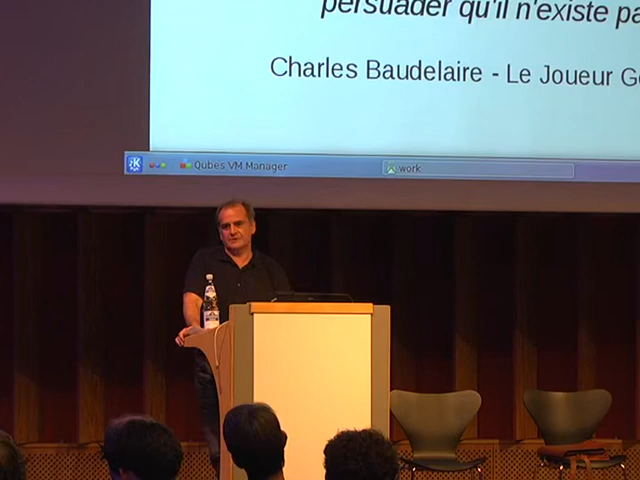 persuader qu'il n'existe pa
Charles Baudelaire - Le Joueur G
Qubes VM Manager
work